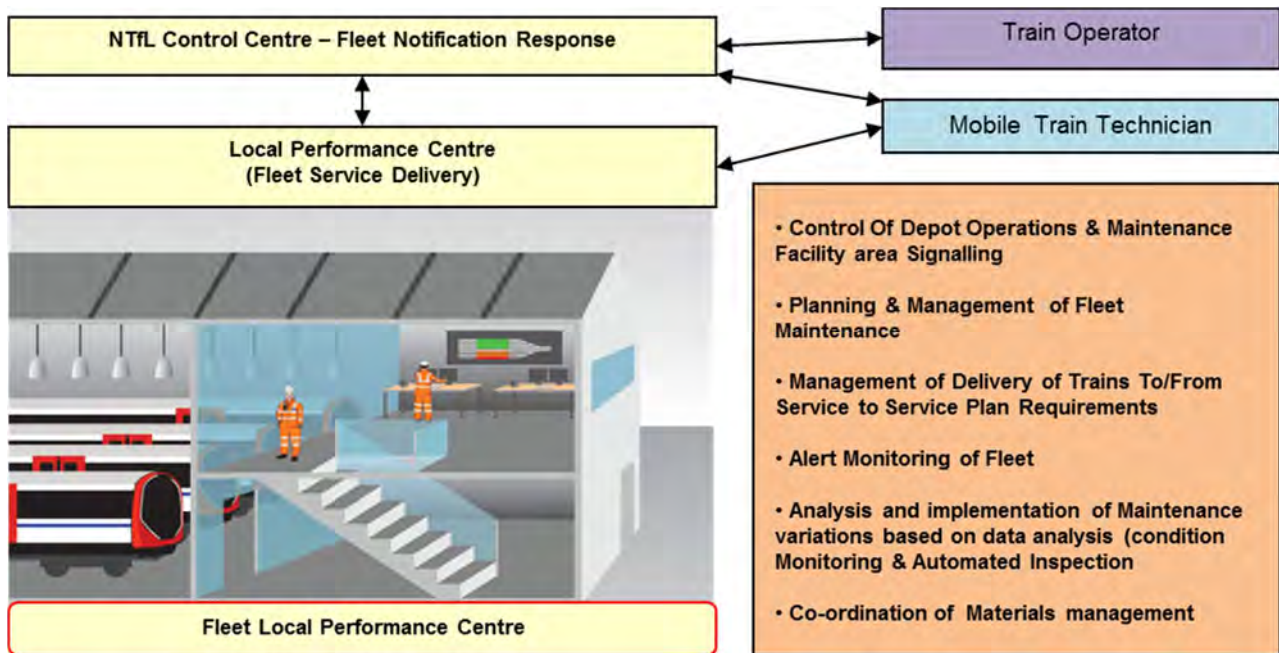 NTfL Control Centre – Fleet Notification Response
Train Operator
Mobile Train Technician
Local Performance Centre
(Fleet Service Delivery)
• Control Of Depot Operations & Maintenance
Facility area Signalling
• Planning & Management of Fleet
Maintenance
• Management of Delivery of Trains To/From
Service to Service Plan Requirements
• Alert Monitoring of Fleet
• Analysis and implementation of Maintenance
variations based on data analysis (condition
Monitoring & Automated Inspection
• Co-ordination of Materials management
Fleet Local Performance Centre